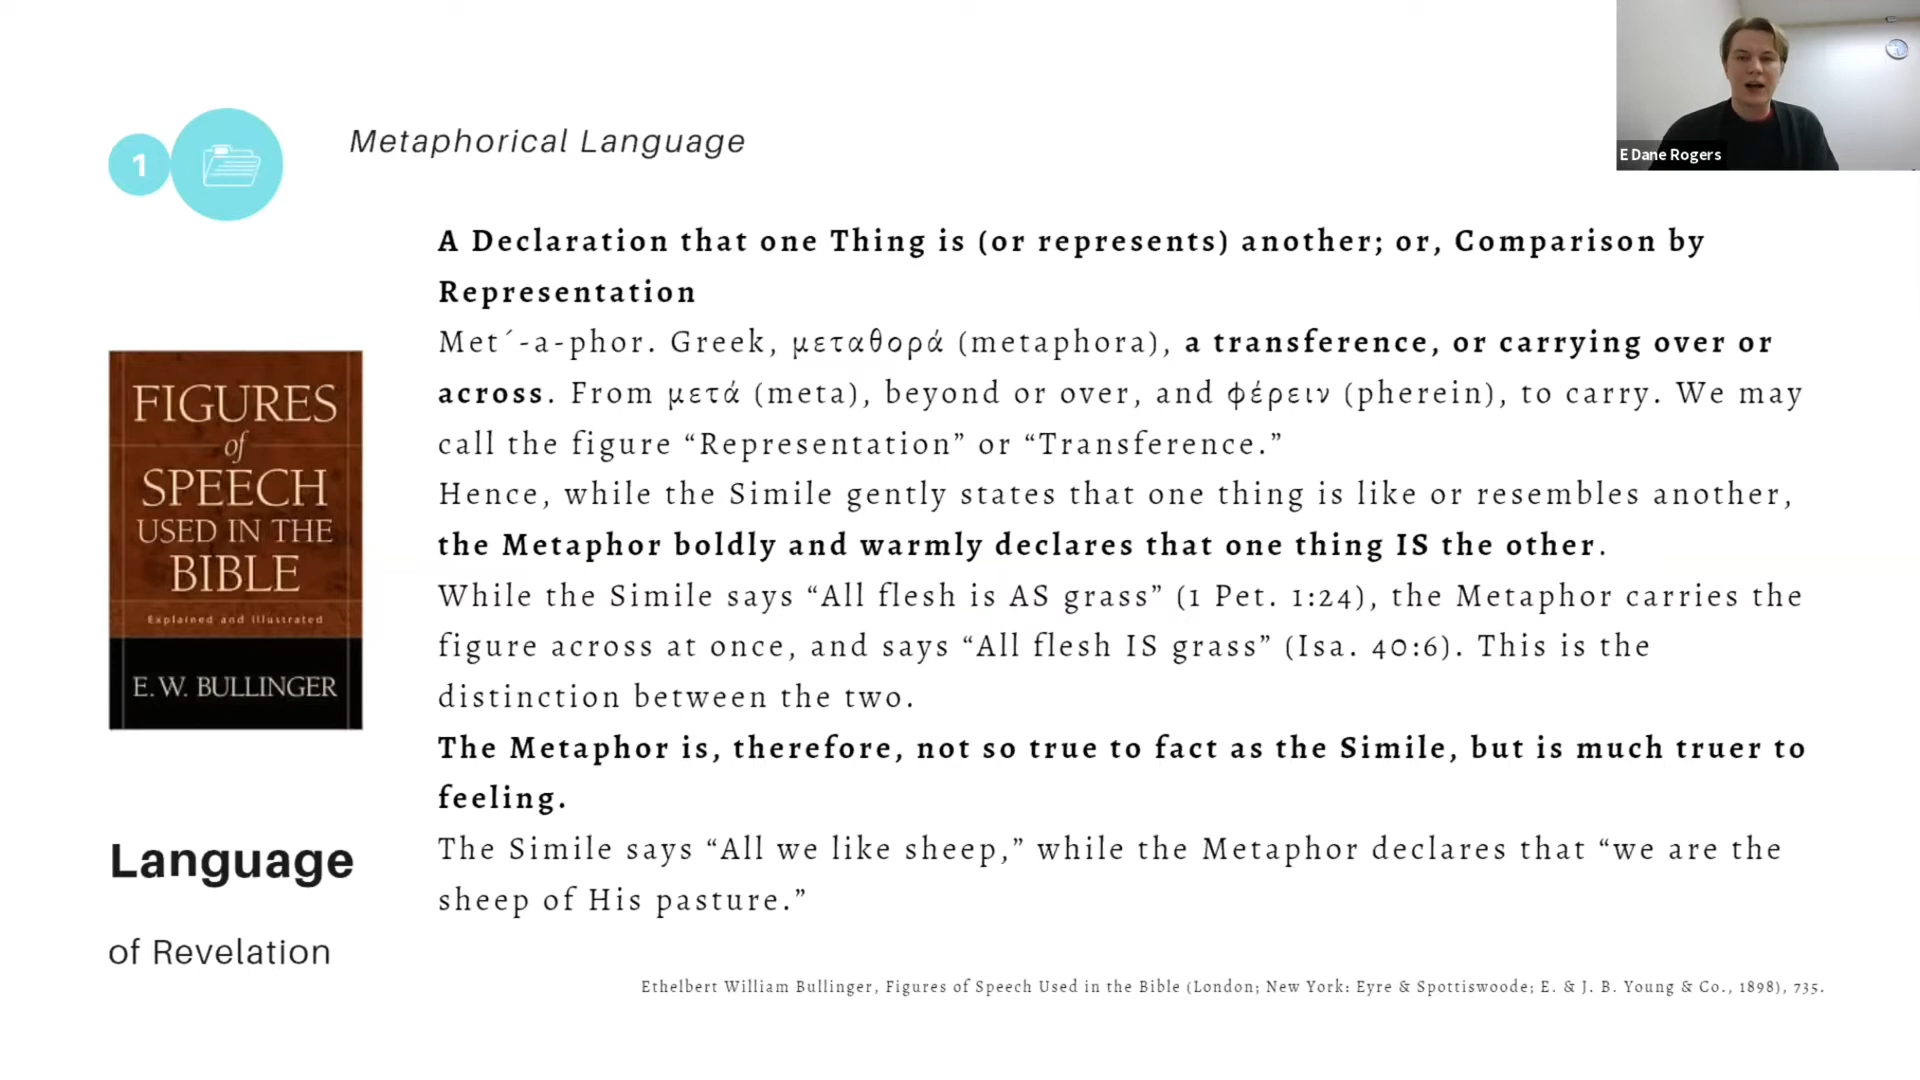 E Dane Rogers
1
Metaphorical Language
A Declaration that one Thing is (or represents) another; or, Comparison by
Representation
Met´-a-phor. Greek, μεταθορά (metaphora), a transference, or carrying over or
across. From μετά (meta), beyond or over, and φέρειν (pherein), to carry. We may
call the figure “Representation” or “Transference.”
Hence, while the Simile gently states that one thing is like or resembles another,
the Metaphor boldly and warmly declares that one thing IS the other.
While the Simile says “All flesh is AS grass” (1 Pet. 1:24), the Metaphor carries the
figure across at once, and says “All flesh IS grass” (Isa. 40:6). This is the
distinction between the two.
The Metaphor is, therefore, not so true to fact as the Simile, but is much truer to
feeling.
The Simile says “All we like sheep,” while the Metaphor declares that “we are the
sheep of His pasture.”
FIGURES
of
SPEECH
USED IN THE
BIBLE
Explained and Illustrated
E. W. BULLINGER
Language
of Revelation
Ethelbert William Bullinger, Figures of Speech Used in the Bible (London; New York: Eyre & Spottiswoode; E. & J. B. Young & Co., 1898), 735.